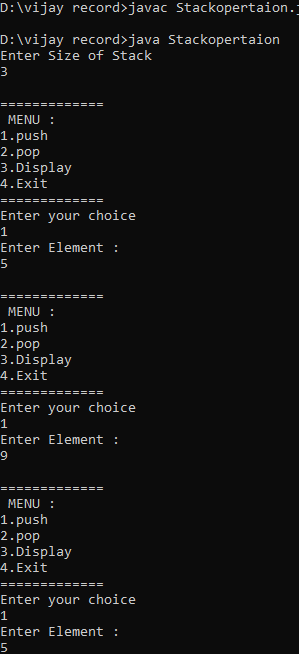 D:\vijay record>javac Stackopertaion.j
D:\vijay record>java Stackopertaion
Enter Size of Stack
3
=============
MENU :
1.push
2.pop
3.Display
4.Exit
=============
Enter your choice
1
Enter Element :
5
=============
MENU :
1.push
2.pop
3.Display
4.Exit
=============
Enter your choice
1
Enter Element :
9
=============
MENU :
1.push
2.pop
3.Display
4.Exit
=============
Enter your choice
1
Enter Element :
5